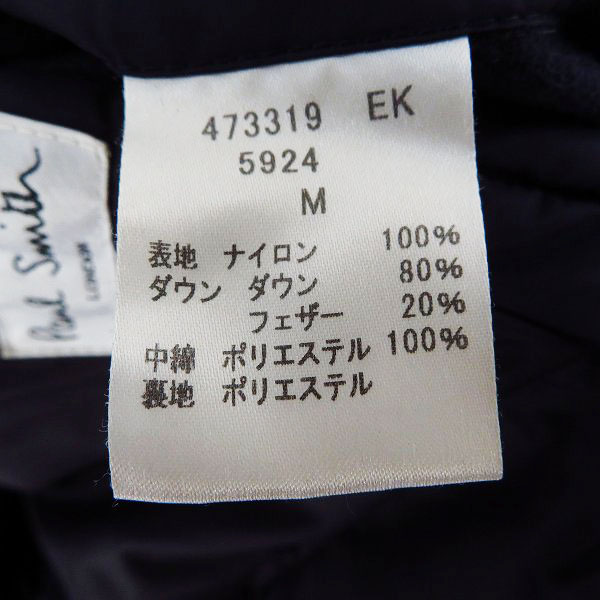 473319 EK
5924
M
表地 ナイロン 100%
ダウン ダウン 80%
フェザー 20%
中綿 ポリエステル 100%
裏地 ポリエステル
Paul Smith
LONDON